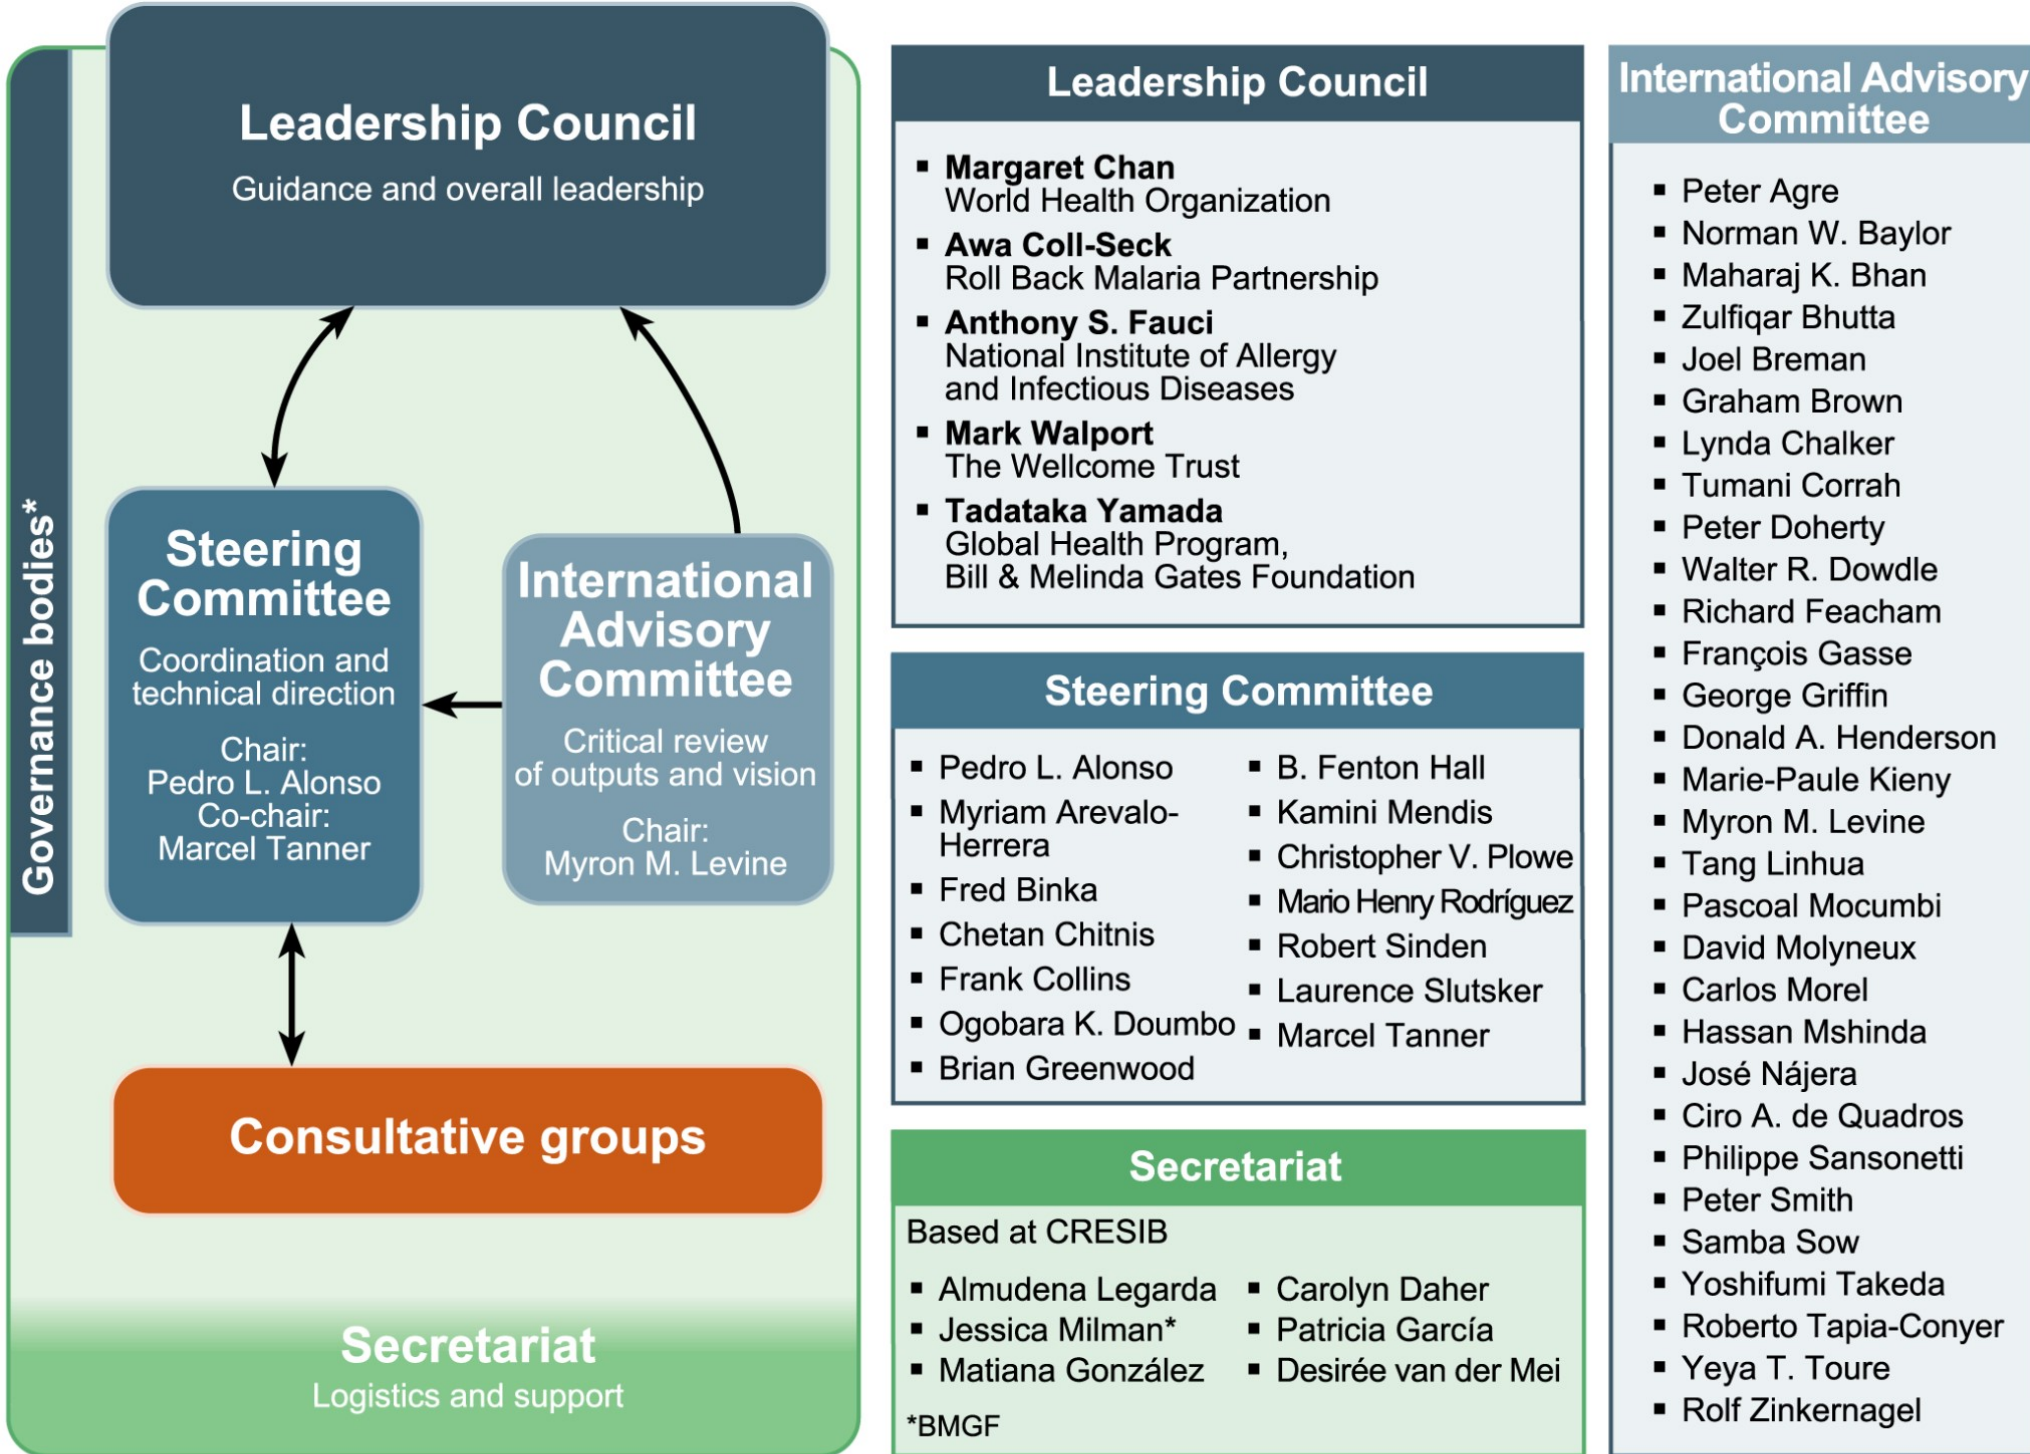 Leadership Council
Guidance and overall leadership
Governance bodies*
Steering
Committee
Coordination and
technical direction
Chair:
Pedro L. Alonso
Co-chair:
Marcel Tanner
International
Advisory
Committee
Critical review
of outputs and vision
Chair:
Myron M. Levine
Consultative groups
Secretariat
Logistics and support
Leadership Council
▪ Margaret Chan
World Health Organization
▪ Awa Coll-Seck
Roll Back Malaria Partnership
▪ Anthony S. Fauci
National Institute of Allergy
and Infectious Diseases
▪ Mark Walport
The Wellcome Trust
▪ Tadataka Yamada
Global Health Program,
Bill & Melinda Gates Foundation
Steering Committee
▪ Pedro L. Alonso
▪ Myriam Arevalo-
Herrera
▪ Fred Binka
▪ Chetan Chitnis
▪ Frank Collins
▪ Ogobara K. Doumbo
▪ Brian Greenwood
▪ B. Fenton Hall
▪ Kamini Mendis
▪ Christopher V. Plowe
▪ Mario Henry Rodríguez
▪ Robert Sinden
▪ Laurence Slutsker
▪ Marcel Tanner
Secretariat
Based at CRESIB
▪ Almudena Legarda
▪ Jessica Milman*
▪ Matiana González
▪ Carolyn Daher
▪ Patricia García
▪ Desirée van der Mei
*BMGF
International Advisory
Committee
▪ Peter Agre
▪ Norman W. Baylor
▪ Maharaj K. Bhan
▪ Zulfiqar Bhutta
▪ Joel Breman
▪ Graham Brown
▪ Lynda Chalker
▪ Tumani Corrah
▪ Peter Doherty
▪ Walter R. Dowdle
▪ Richard Feacham
▪ François Gasse
▪ George Griffin
▪ Donald A. Henderson
▪ Marie-Paule Kieny
▪ Myron M. Levine
▪ Tang Linhua
▪ Pascoal Mocumbi
▪ David Molyneux
▪ Carlos Morel
▪ Hassan Mshinda
▪ José Nájera
▪ Ciro A. de Quadros
▪ Philippe Sansonetti
▪ Peter Smith
▪ Samba Sow
▪ Yoshifumi Takeda
▪ Roberto Tapia-Conyer
▪ Yeya T. Toure
▪ Rolf Zinkernagel